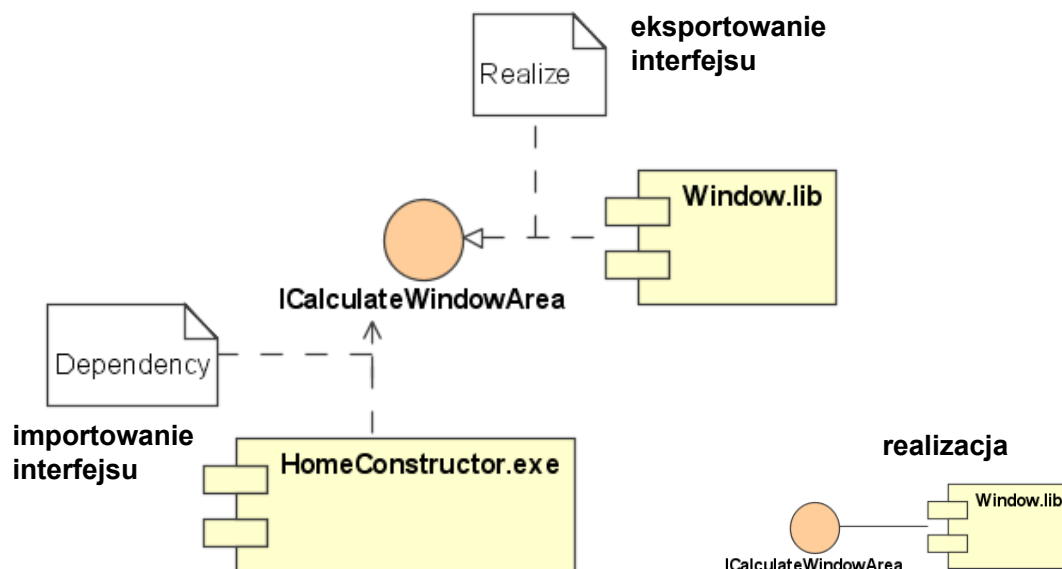 eksportowanie
interfejsu
Realize
Window.lib
ICalculateWindowArea
Dependency
importowanie
interfejsu
HomeConstructor.exe
realizacja
Window.lib
ICalculateWindowArea